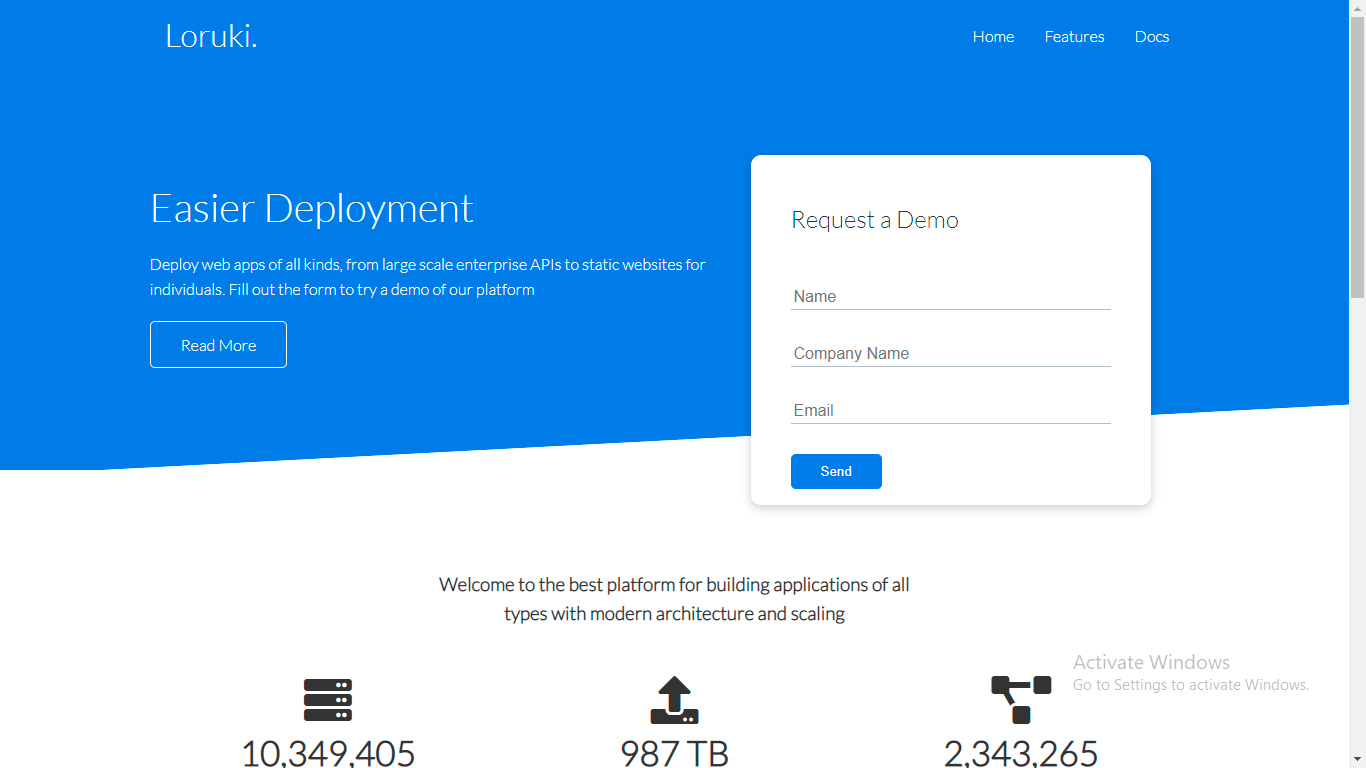 Loruki.
Home Features Docs
Easier Deployment
Deploy web apps of all kinds, from large scale enterprise APIs to static websites for
individuals. Fill out the form to try a demo of our platform
Read More
Request a Demo
Name
Company Name
Email
Send
Welcome to the best platform for building applications of all
types with modern architecture and scaling
Activate Windows
Go to Settings to activate Windows.
10,349,405
987 TB
2,343,265